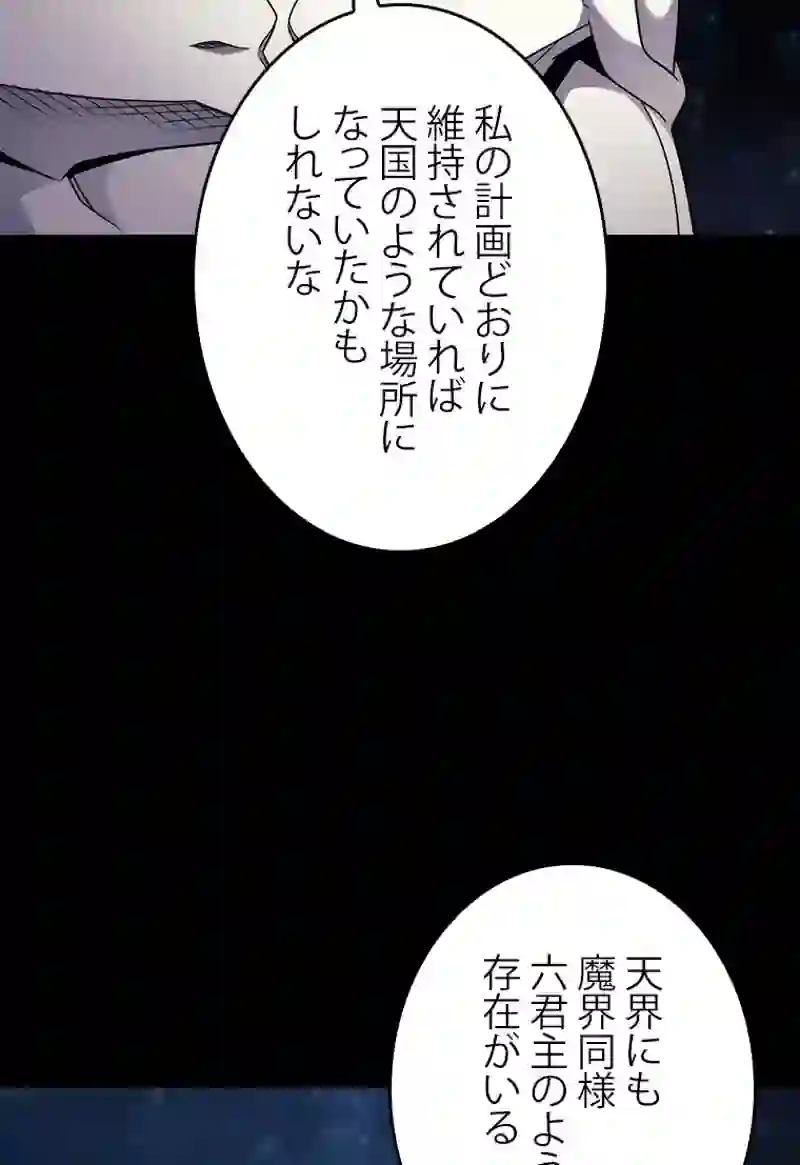 私の計画どおりに
維持されていれば
天国のような場所に
なっていたかも
しれないな
天界にも
魔界同様
六君主のよう
存在がいる